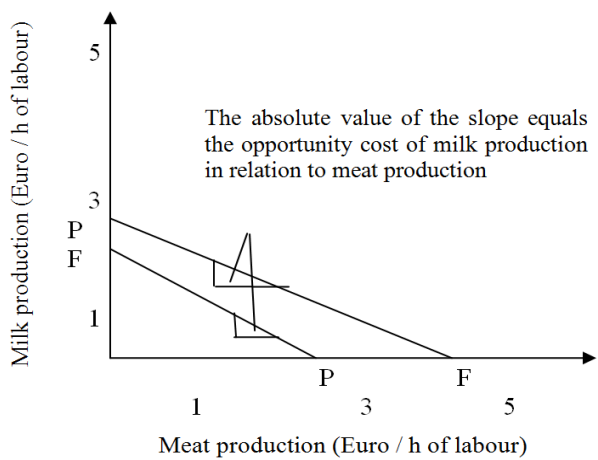 Milk production (Euro / h of labour)
5
The absolute value of the slope equals
the opportunity cost of milk production
in relation to meat production
3
P
F
1
P
F
1
3
5
Meat production (Euro / h of labour)